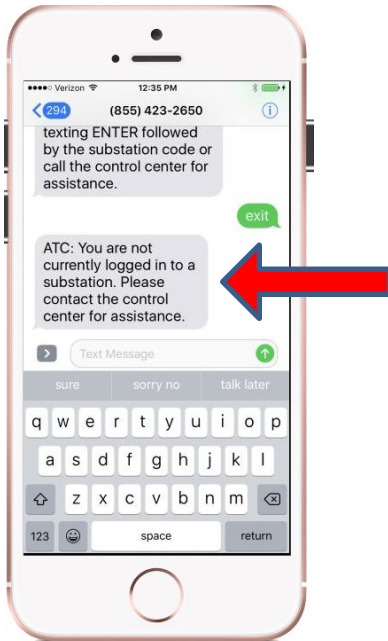 Verizon 12:35 PM
294 (855) 423-2650
texting ENTER followed
by the substation code or
call the control center for
assistance.
exit
ATC: You are not
currently logged in to a
substation. Please
contact the control
center for assistance.
Text Message
sure sorry no talk later
q w e r t y u i o p
a s d f g h j k l
z x c v b n m
123 space return